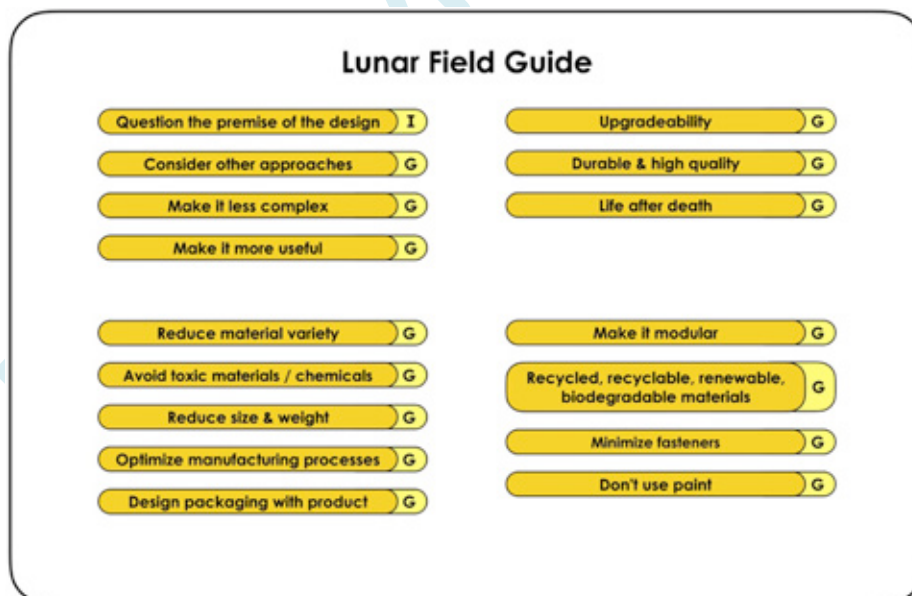 Lunar Field Guide
Question the premise of the design I
Consider other approaches G
Make it less complex G
Make it more useful G
Upgradeability G
Durable & high quality G
Life after death G
Reduce material variety G
Avoid toxic materials / chemicals G
Reduce size & weight G
Optimize manufacturing processes G
Design packaging with product G
Make it modular G
Recycled, recyclable, renewable,
biodegradable materials G
Minimize fasteners G
Don't use paint G